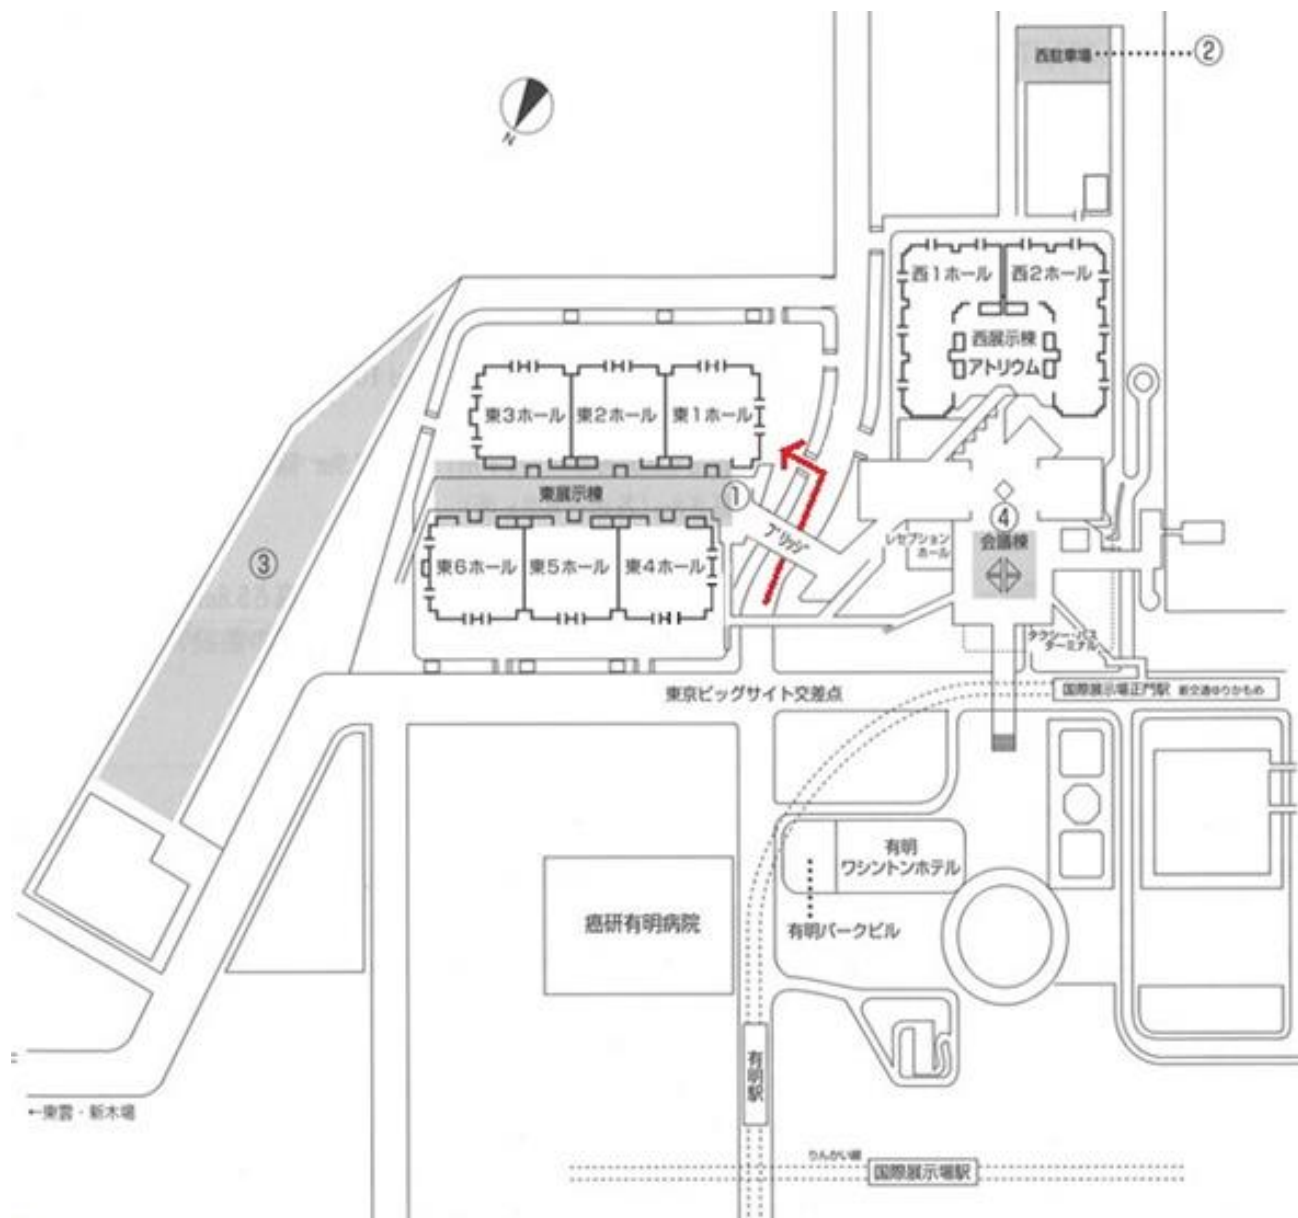 西駐車場
②
N
西1ホール
西2ホール
西展示棟
アトリウム
東3ホール
東2ホール
東1ホール
東展示棟
①
ブリッジ
④
会議棟
レセプション
ホール
③
東6ホール
東5ホール
東4ホール
タクシー・バス
ターミナル
東京ビッグサイト交差点
国際展示場正門駅 新交通ゆりかもめ
有明
ワシントンホテル
癌研有明病院
有明パークビル
有明駅
←東雲・新木場
りんかい線
国際展示場駅